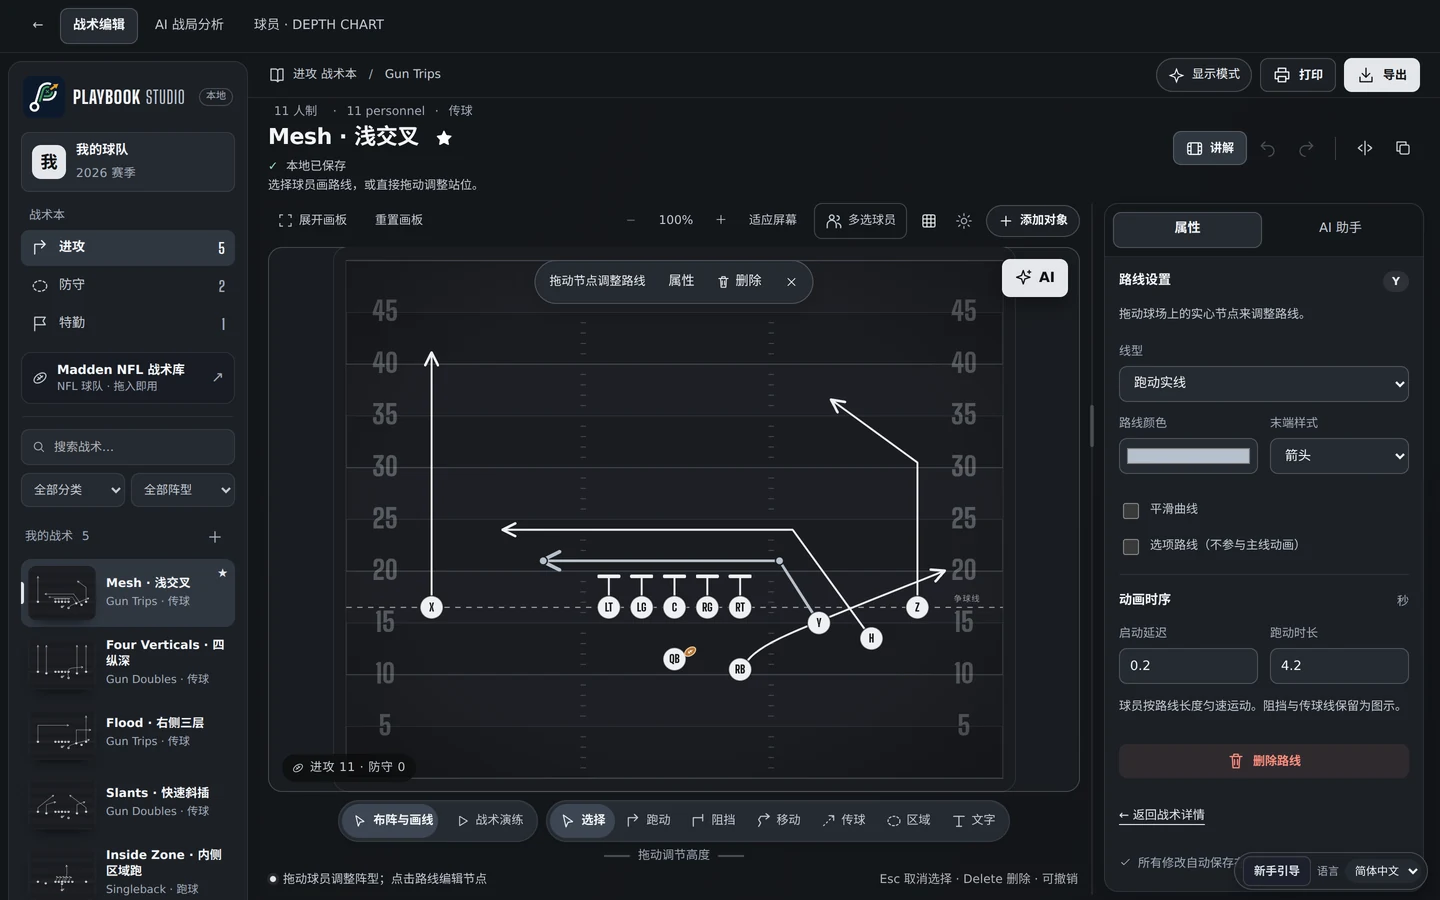 ← 战术编辑 AI 战局分析 球员 · DEPTH CHART
PLAYBOOK STUDIO 本地
我 我的球队
2026 赛季
战术本
进攻 5
防守 2
特勤 1
Madden NFL 战术库
NFL 球队 · 拖入即用 ↗
搜索战术...
全部分类 全部阵型
我的战术 5 +
Mesh · 浅交叉 ★
Gun Trips · 传球
Four Verticals · 四
纵深
Gun Doubles · 传球
Flood · 右侧三层
Gun Trips · 传球
Slants · 快速斜插
Gun Doubles · 传球
Inside Zone · 内侧
区域跑
Singleback · 跑球
进攻 战术本 / Gun Trips
显示模式 打印 导出
11 人制 · 11 personnel · 传球
Mesh · 浅交叉 ★
✓ 本地已保存
选择球员画路线，或直接拖动调整站位。
讲解
展开画板 重置画板 − 100% + 适应屏幕 多选球员 + 添加对象
拖动节点调整路线 属性 删除 ×
AI
45 45
40 40
35 35
30 30
25 25
20 20
争球线
X LT LG C RG RT Z
15 Y 15
H
QB
RB
10 10
5 5
进攻 11 · 防守 0
布阵与画线 战术演练 选择 跑动 阻挡 移动 传球 区域 文字
拖动调节高度
拖动球员调整阵型；点击路线编辑节点 Esc 取消选择 · Delete 删除 · 可撤销
属性 AI 助手
路线设置 Y
拖动球场上的实心节点来调整路线。
线型
跑动实线
路线颜色 末端样式
箭头
平滑曲线
选项路线（不参与主线动画）
动画时序 秒
启动延迟 跑动时长
0.2 4.2
球员按路线长度匀速运动。阻挡与传球线保留为图示。
删除路线
← 返回战术详情
✓ 所有修改自动保存
新手引导 语言 简体中文